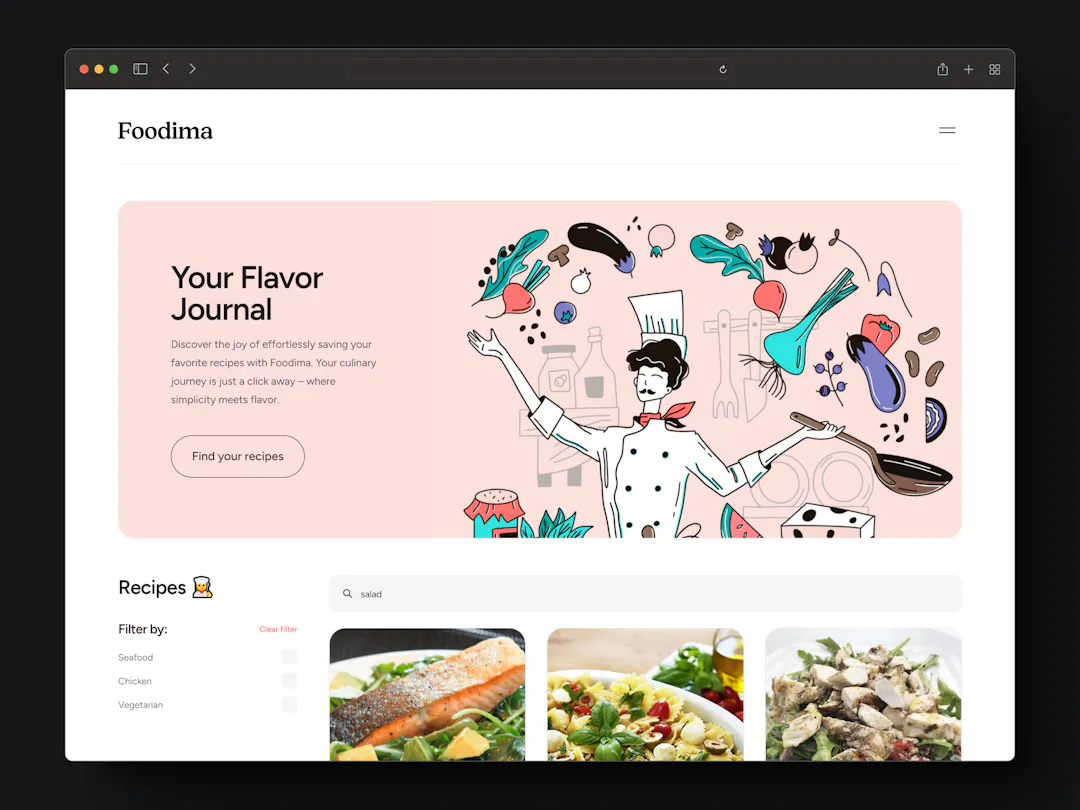 Foodima
Your Flavor
Journal
Discover the joy of effortlessly saving your
favorite recipes with Foodima. Your culinary
journey is just a click away – where
simplicity meets flavor.
Find your recipes
Recipes
salad
Filter by:
Clear filter
Seafood
Chicken
Vegetarian